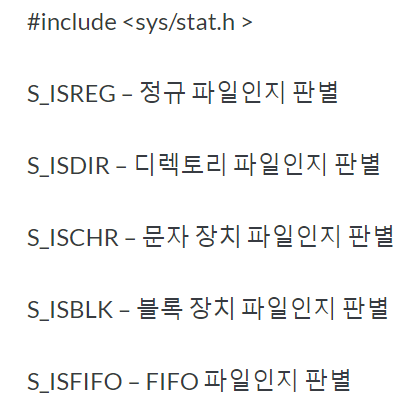 #include <sys/stat.h >
S_ISREG – 정규 파일인지 판별
S_ISDIR – 디렉토리 파일인지 판별
S_ISCHR – 문자 장치 파일인지 판별
S_ISBLK – 블록 장치 파일인지 판별
S_ISFIFO – FIFO 파일인지 판별